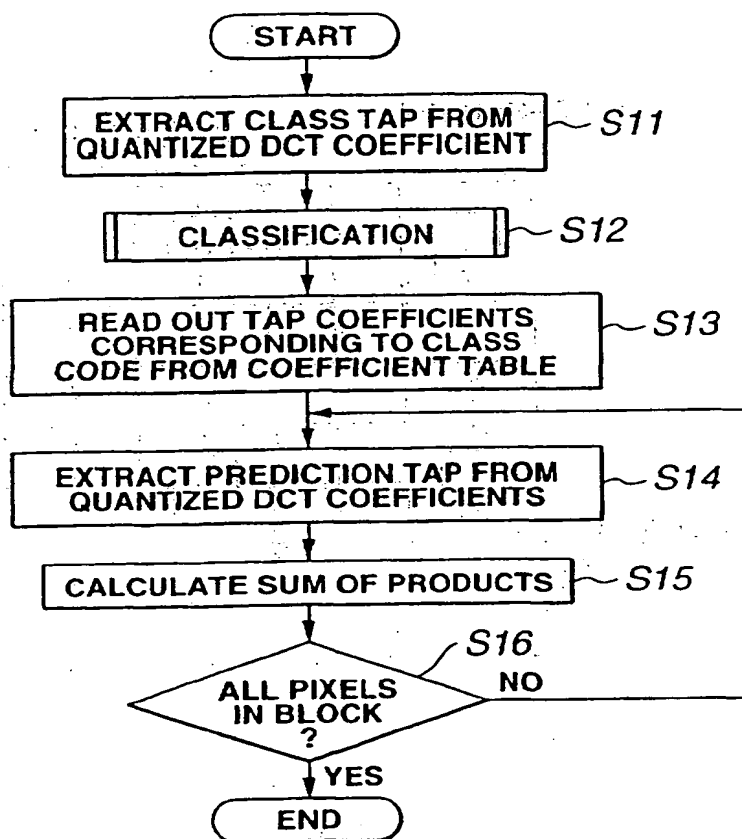 START
EXTRACT CLASS TAP FROM
QUANTIZED DCT COEFFICIENT
S11
CLASSIFICATION
S12
READ OUT TAP COEFFICIENTS
CORRESPONDING TO CLASS
CODE FROM COEFFICIENT TABLE
S13
EXTRACT PREDICTION TAP FROM
QUANTIZED DCT COEFFICIENTS
S14
CALCULATE SUM OF PRODUCTS
S15
S16
ALL PIXELS
IN BLOCK
?
NO
YES
END